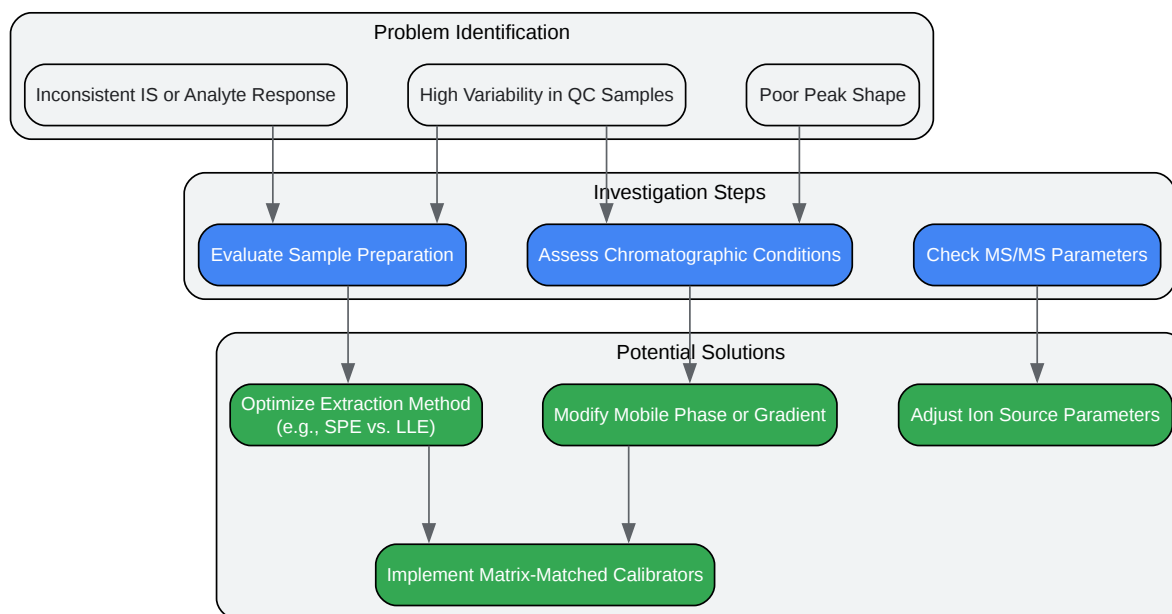 Problem Identification
Inconsistent IS or Analyte Response
High Variability in QC Samples
Poor Peak Shape
Investigation Steps
Evaluate Sample Preparation
Assess Chromatographic Conditions
Check MS/MS Parameters
Potential Solutions
Optimize Extraction Method
(e.g., SPE vs. LLE)
Modify Mobile Phase or Gradient
Adjust Ion Source Parameters
Implement Matrix-Matched Calibrators